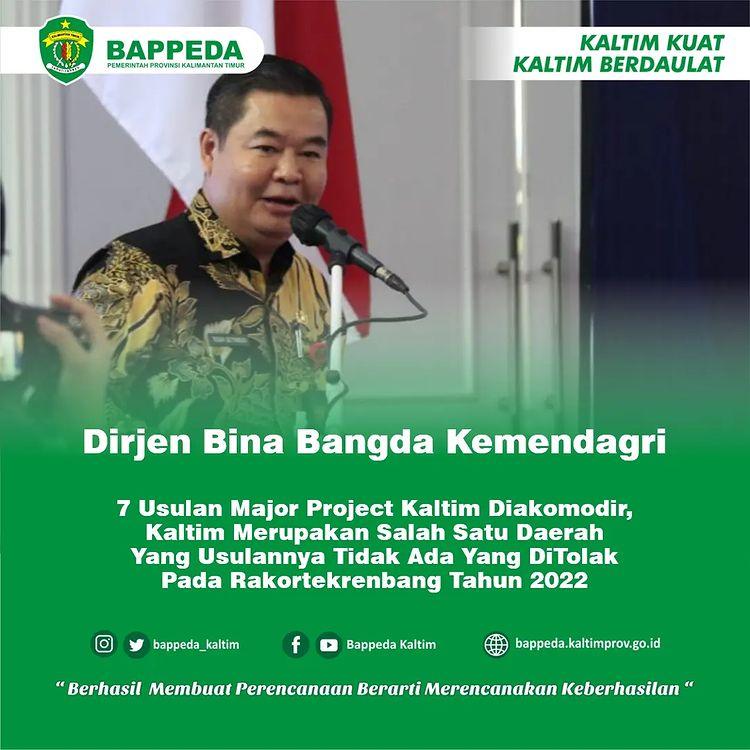 BAPPEDA
PEMERINTAH PROVINSI KALIMANTAN TIMUR
KALTIM KUAT
KALTIM BERDAULAT
Dirjen Bina Bangda Kemendagri
7 Usulan Major Project Kaltim Diakomodir,
Kaltim Merupakan Salah Satu Daerah
Yang Usulannya Tidak Ada Yang DiTolak
Pada Rakortekrenbang Tahun 2022
bappeda_kaltim
Bappeda Kaltim
bappeda.kaltimprov.go.id
“ Berhasil Membuat Perencanaan Berarti Merencanakan Keberhasilan “